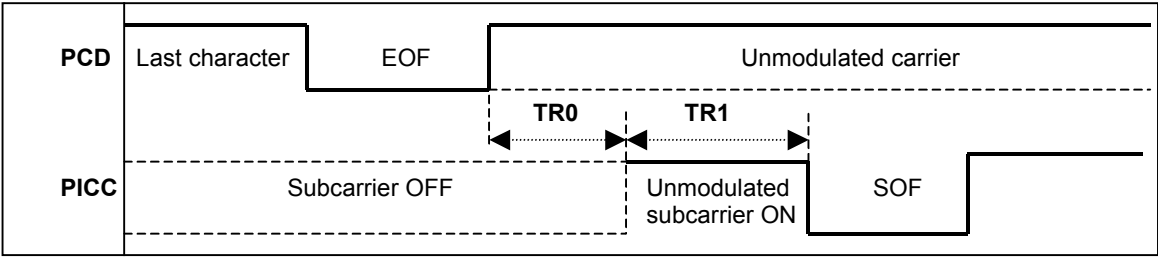 PCD Last character EOF Unmodulated carrier
TR0 TR1
PICC Subcarrier OFF Unmodulated SOF
subcarrier ON